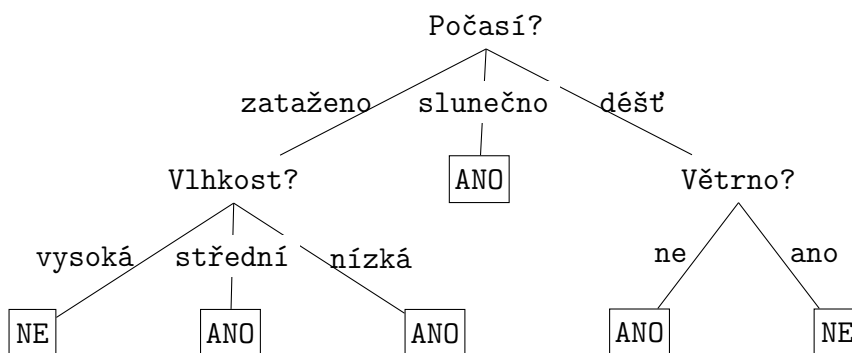 Počasí?
zataženo slunečno déšť
Vlhkost? ANO Větrno?
vysoká střední nízká ne ano
NE ANO ANO ANO NE